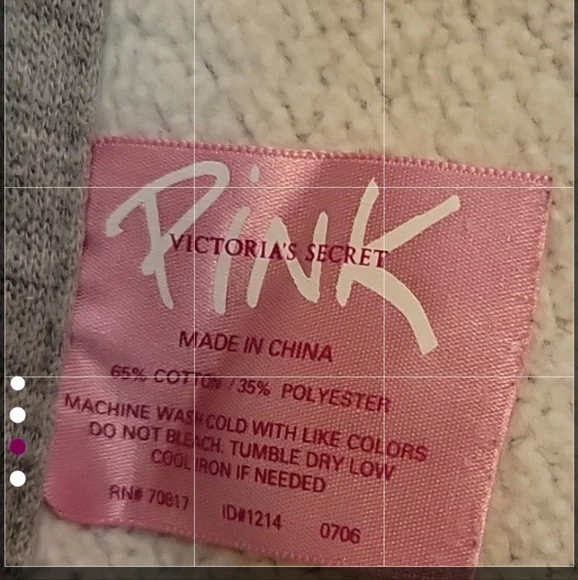 PiNK
VICTORIA'S SECRET
MADE IN CHINA
65% COTTON / 35% POLYESTER
MACHINE WASH COLD WITH LIKE COLORS
DO NOT BLEACH. TUMBLE DRY LOW
COOL IRON IF NEEDED
RN# 70817 ID#1214 0706